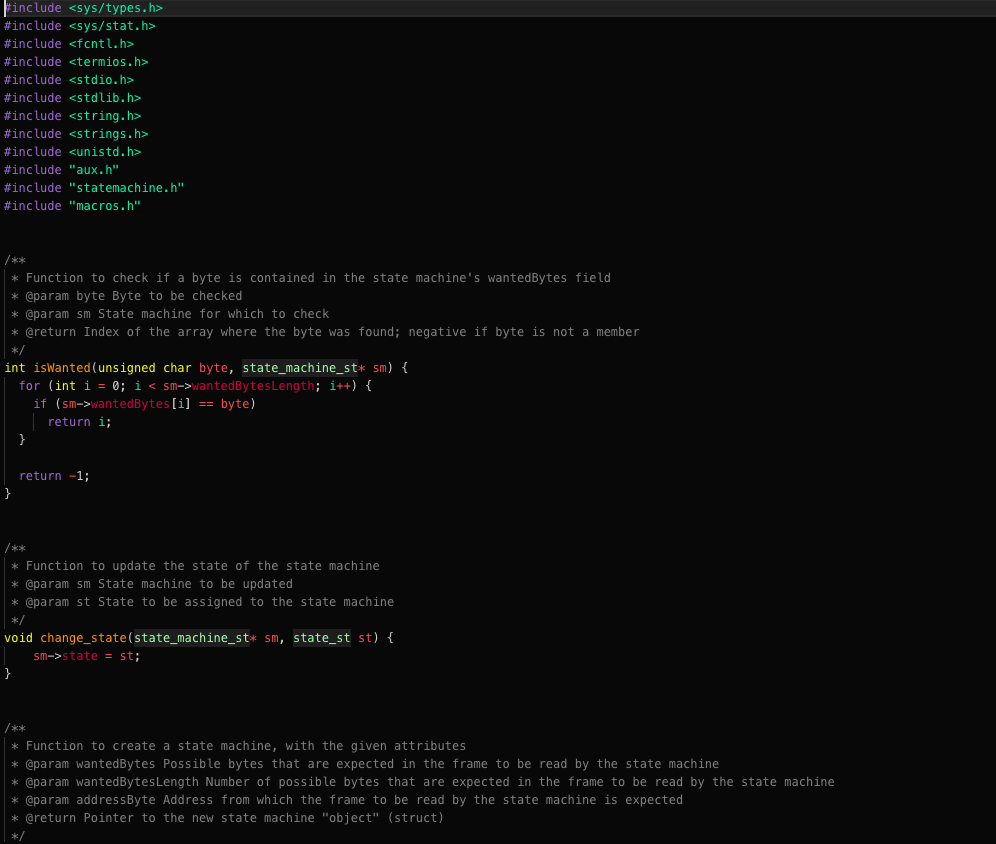 #include <sys/types.h>
#include <sys/stat.h>
#include <fcntl.h>
#include <termios.h>
#include <stdio.h>
#include <stdlib.h>
#include <string.h>
#include <strings.h>
#include <unistd.h>
#include "aux.h"
#include "statemachine.h"
#include "macros.h"
/**
 * Function to check if a byte is contained in the state machine's wantedBytes field
 * @param byte Byte to be checked
 * @param sm State machine for which to check
 * @return Index of the array where the byte was found; negative if byte is not a member
 */
int isWanted(unsigned char byte, state_machine_st* sm) {
  for (int i = 0; i < sm->wantedBytesLength; i++) {
    if (sm->wantedBytes[i] == byte)
      return i;
  }
  return -1;
}
/**
 * Function to update the state of the state machine
 * @param sm State machine to be updated
 * @param st State to be assigned to the state machine
 */
void change_state(state_machine_st* sm, state_st st) {
    sm->state = st;
}
/**
 * Function to create a state machine, with the given attributes
 * @param wantedBytes Possible bytes that are expected in the frame to be read by the state machine
 * @param wantedBytesLength Number of possible bytes that are expected in the frame to be read by the state machine
 * @param addressByte Address from which the frame to be read by the state machine is expected
 * @return Pointer to the new state machine "object" (struct)
 */